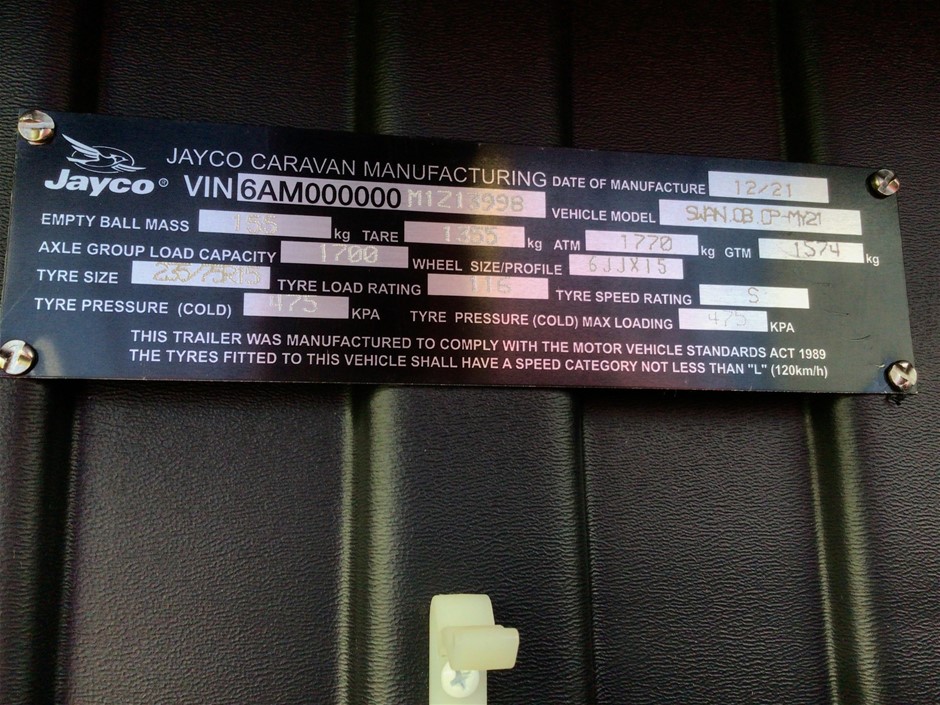 Jayco®
JAYCO CARAVAN MANUFACTURING DATE OF MANUFACTURE 12/21
VIN 6AM000000 M1Z13998 VEHICLE MODEL SWAN.OB.CP-MY21
EMPTY BALL MASS 155 kg TARE 1355 kg ATM 1770 kg GTM 1574 kg
AXLE GROUP LOAD CAPACITY 1700 WHEEL SIZE/PROFILE 6JJX15
TYRE SIZE 235/75R15 TYRE LOAD RATING 116 TYRE SPEED RATING S
TYRE PRESSURE (COLD) 475 KPA TYRE PRESSURE (COLD) MAX LOADING 475 KPA
THIS TRAILER WAS MANUFACTURED TO COMPLY WITH THE MOTOR VEHICLE STANDARDS ACT 1989
THE TYRES FITTED TO THIS VEHICLE SHALL HAVE A SPEED CATEGORY NOT LESS THAN "L" (120km/h)